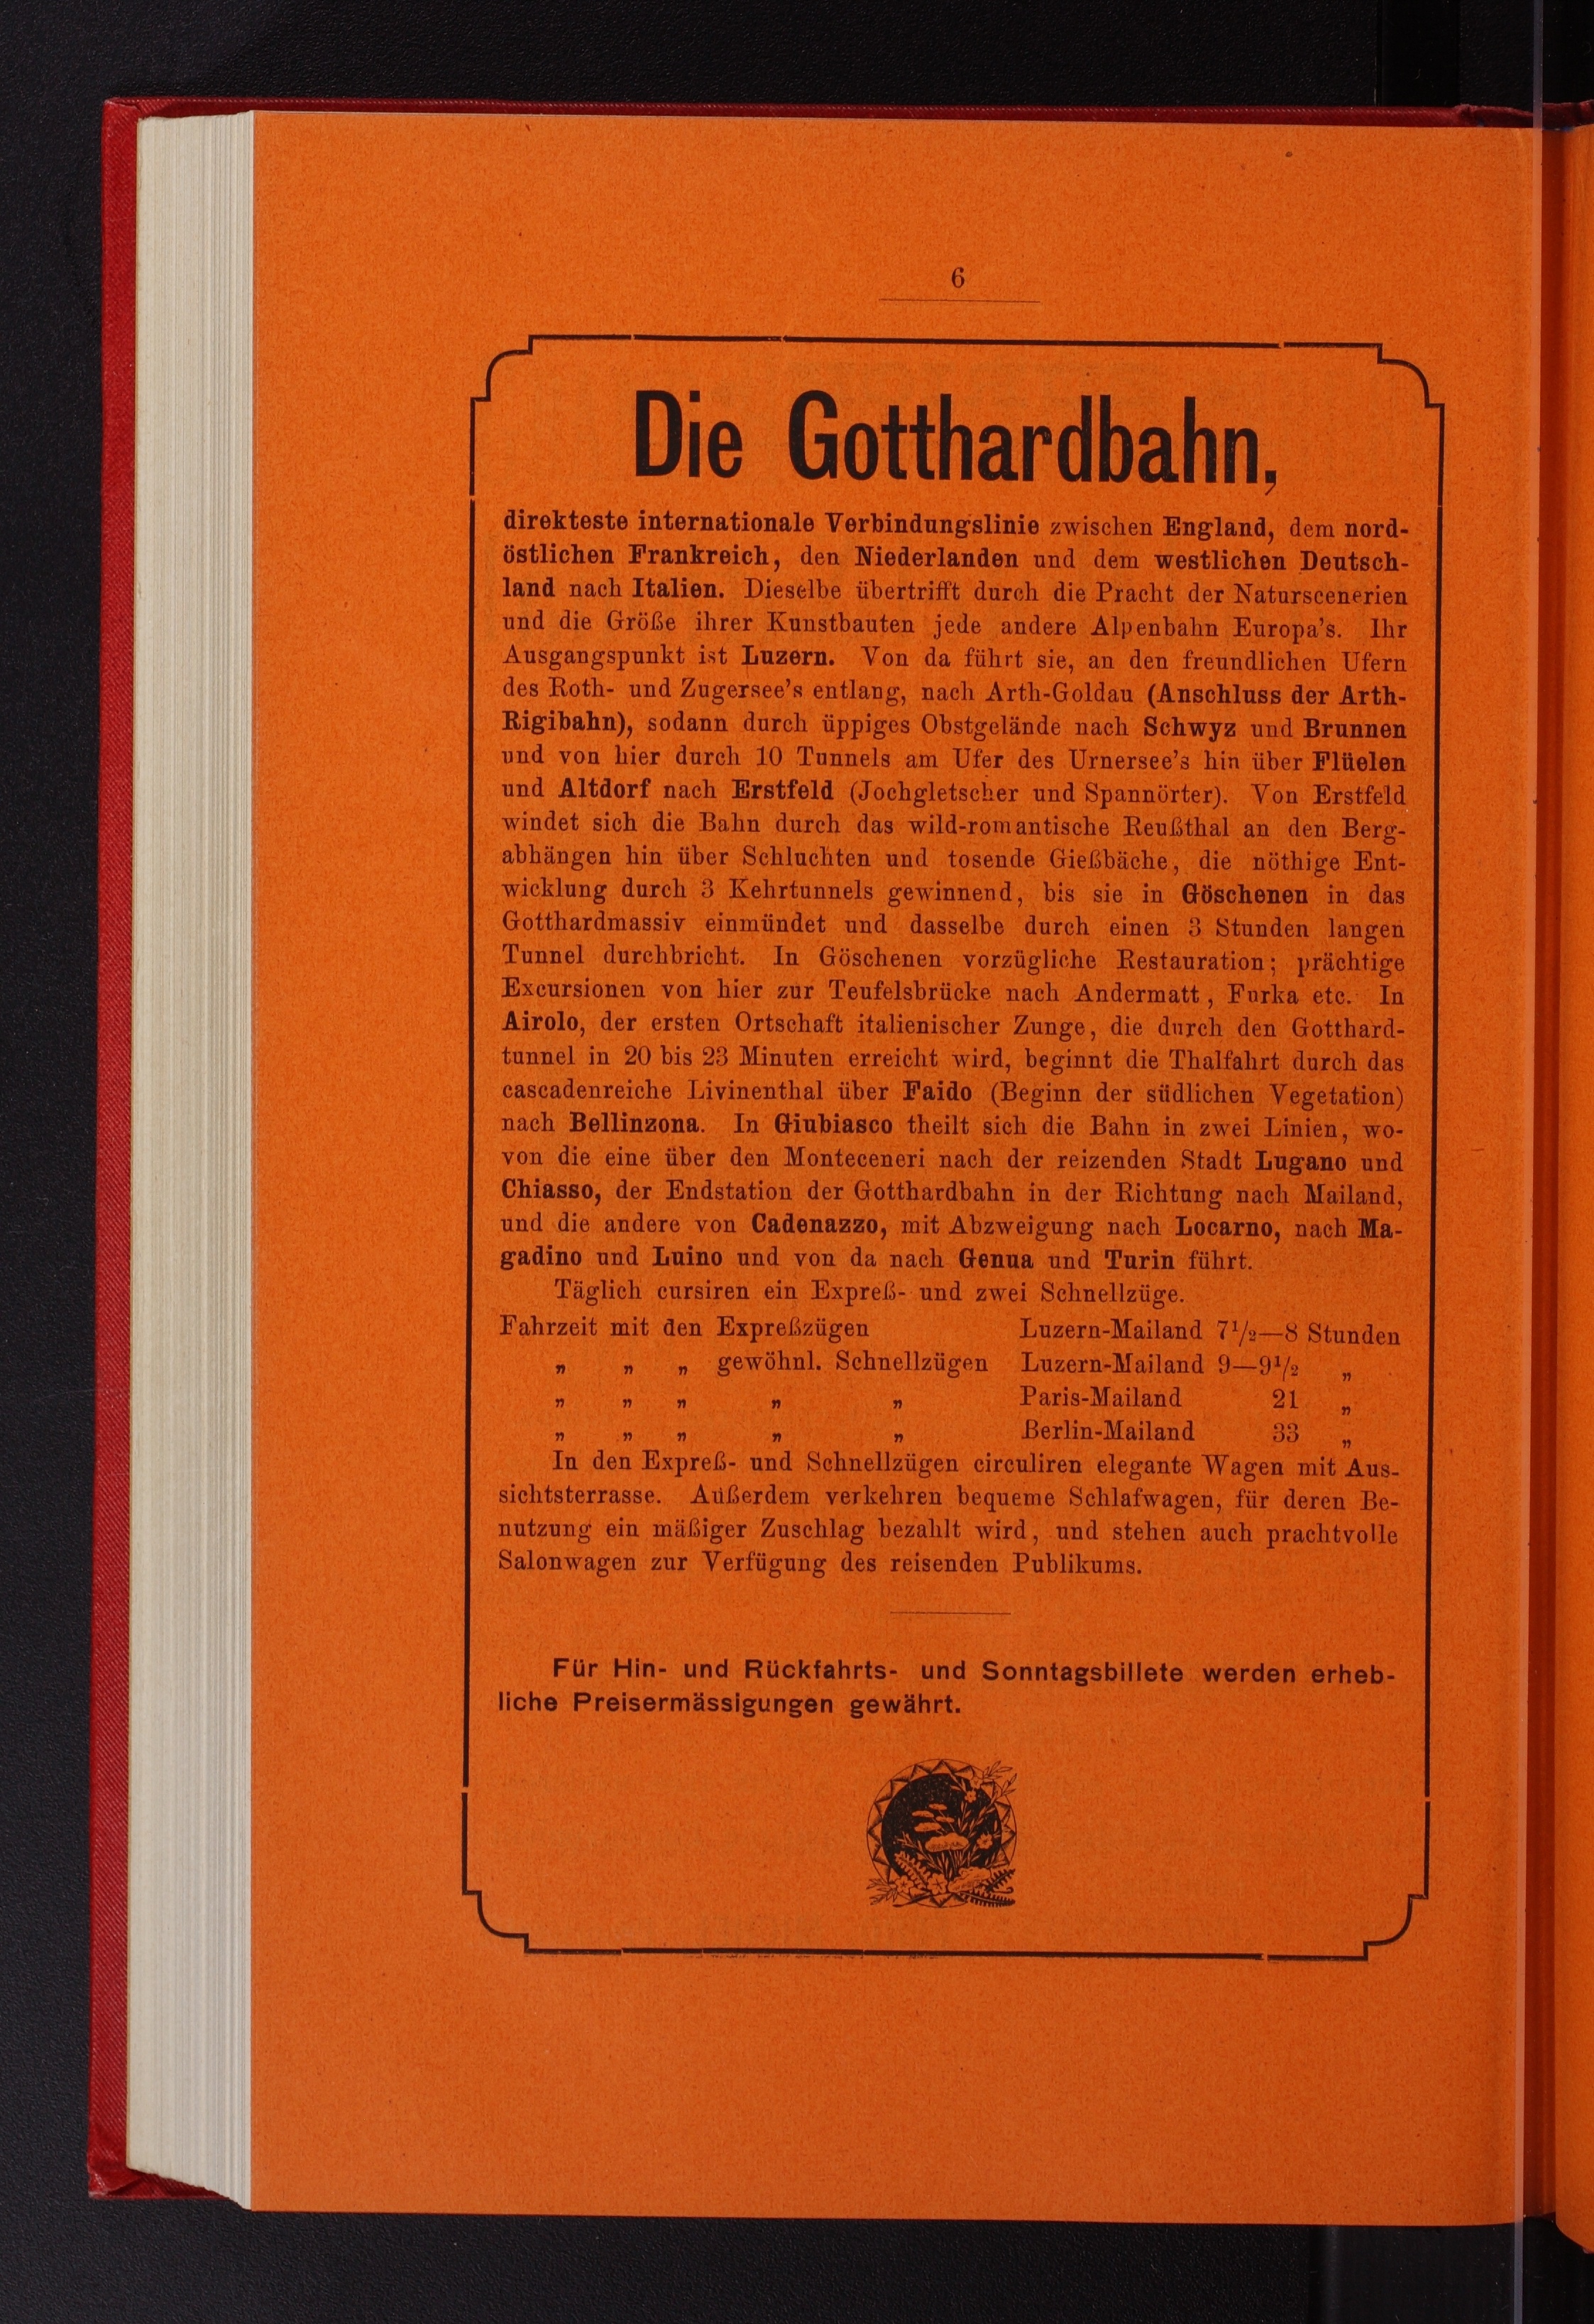 6
Die Gotthardbahn,
direkteste internationale Verbindungslinie zwischen England, dem nord-
östlichen Frankreich, den Niederlanden und dem westlichen Deutsch-
land nach Italien. Dieselbe übertrifft durch die Pracht der Naturscenerien
und die Größe ihrer Kunstbauten jede andere Alpenbahn Europa's. Ihr
Ausgangspunkt ist Luzern. Von da führt sie, an den freundlichen Ufern
des Roth- und Zugersee's entlang, nach Arth-Goldau (Anschluss der Arth-
Rigibahn), sodann durch üppiges Obstgelände nach Schwyz und Brunnen
und von hier durch 10 Tunnels am Ufer des Urnersee's hin über Flüelen
und Altdorf nach Erstfeld (Jochgletscher und Spannörter). Von Erstfeld
windet sich die Bahn durch das wild-romantische Reußthal an den Berg-
abhängen hin über Schluchten und tosende Gießbäche, die nöthige Ent-
wicklung durch 3 Kehrtunnels gewinnend, bis sie in Göschenen in das
Gotthardmassiv einmündet und dasselbe durch einen 3 Stunden langen
Tunnel durchbricht. In Göschenen vorzügliche Restauration; prächtige
Excursionen von hier zur Teufelsbrücke nach Andermatt, Furka etc. In
Airolo, der ersten Ortschaft italienischer Zunge, die durch den Gotthard-
tunnel in 20 bis 23 Minuten erreicht wird, beginnt die Thalfahrt durch das
cascadenreiche Livinenthal über Faido (Beginn der südlichen Vegetation)
nach Bellinzona. In Giubiasco theilt sich die Bahn in zwei Linien, wo-
von die eine über den Monteceneri nach der reizenden Stadt Lugano und
Chiasso, der Endstation der Gotthardbahn in der Richtung nach Mailand,
und die andere von Cadenazzo, mit Abzweigung nach Locarno, nach Ma-
gadino und Luino und von da nach Genua und Turin führt.
Täglich cursiren ein Expreß- und zwei Schnellzüge.
Fahrzeit mit den Expreßzügen Luzern-Mailand 7½—8 Stunden
„ „ „ gewöhnl. Schnellzügen Luzern-Mailand 9—9½ „
„ „ „ „ „ Paris-Mailand 21 „
„ „ „ „ „ Berlin-Mailand 33 „
In den Expreß- und Schnellzügen circuliren elegante Wagen mit Aus-
sichtsterrasse. Außerdem verkehren bequeme Schlafwagen, für deren Be-
nutzung ein mäßiger Zuschlag bezahlt wird, und stehen auch prachtvolle
Salonwagen zur Verfügung des reisenden Publikums.
Für Hin- und Rückfahrts- und Sonntagsbillete werden erheb-
liche Preisermässigungen gewährt.